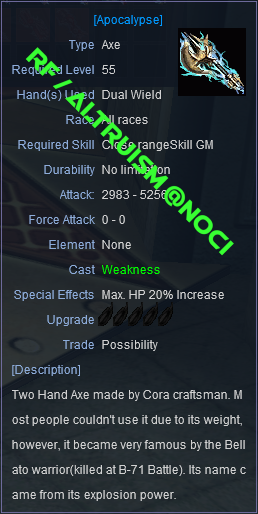 [Apocalypse]
Type Axe
Required Level 55
Hand(s) Used Dual Wield
Race All races
Required Skill Close rangeSkill GM
Durability No limitation
Attack: 2983 - 5256
Force Attack 0 - 0
Element None
Cast Weakness
Special Effects Max. HP 20% Increase
Upgrade
Trade Possibility
[Description]
Two Hand Axe made by Cora craftsman. M
ost people couldn't use it due to its weight,
however, it became very famous by the Bell
ato warrior(killed at B-71 Battle). Its name c
ame from its explosion power.
RE / ALTRUISM @NOCI